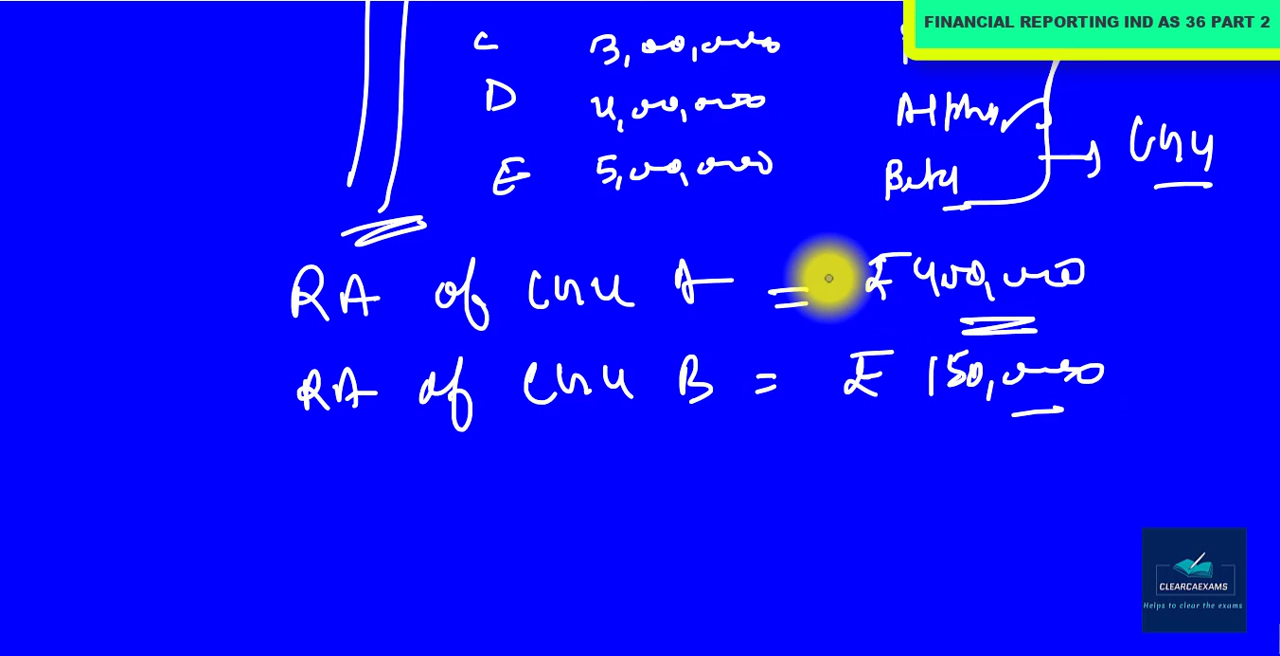 FINANCIAL REPORTING IND AS 36 PART 2
C 3,00,000
D 4,00,000 Alpha
E 5,00,000 Beta CGU
RA of CGU A = ₹ 400,000
RA of CGU B = ₹ 150,000
CLEARCAEXAMS
Helps to clear the exams